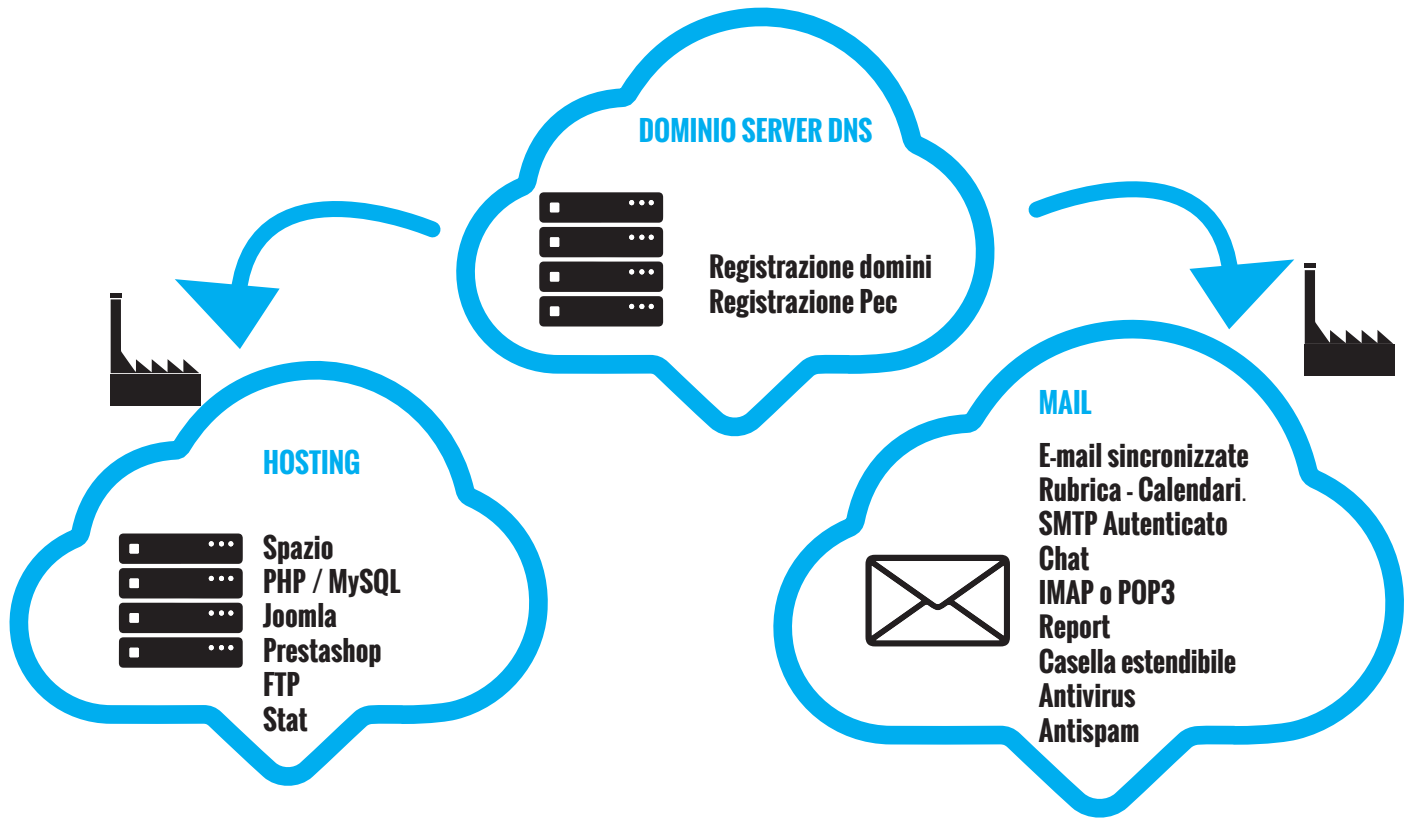 DOMINIO SERVER DNS
Registrazione domini
Registrazione Pec
HOSTING
Spazio
PHP / MySQL
Joomla
Prestashop
FTP
Stat
MAIL
E-mail sincronizzate
Rubrica - Calendari.
SMTP Autenticato
Chat
IMAP o POP3
Report
Casella estendibile
Antivirus
Antispam